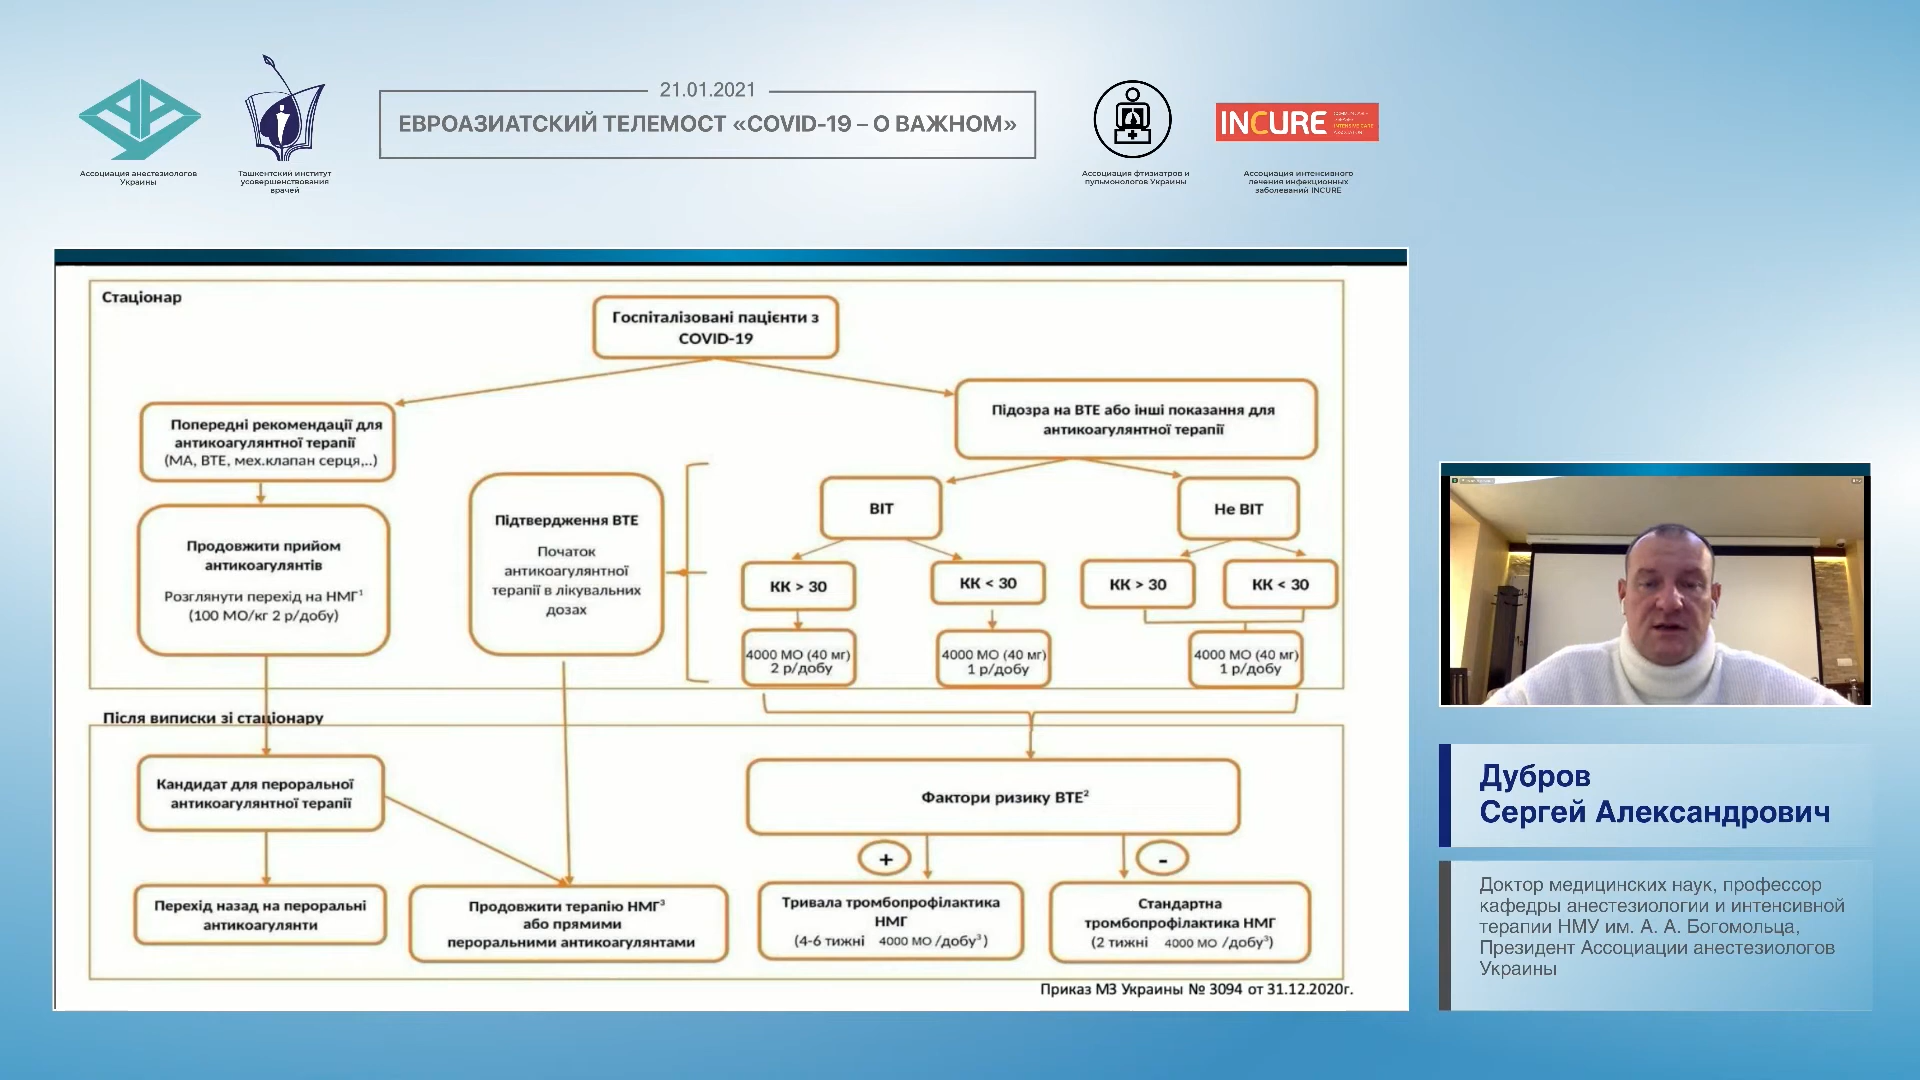 21.01.2021
ЕВРОАЗИАТСКИЙ ТЕЛЕМОСТ «COVID-19 – О ВАЖНОМ»
Ассоциация анестезиологов
Украины
Ташкентский институт
усовершенствования
врачей
Ассоциация фтизиатров и
пульмонологов Украины
INCURE
Ассоциация интенсивного
лечения инфекционных
заболеваний INCURE
Стаціонар
Госпіталізовані пацієнти з
COVID-19
Попередні рекомендації для
антикоагулянтної терапії
(МА, ВТЕ, мех.клапан серця,..)
Підозра на ВТЕ або інші показання для
антикоагулянтної терапії
Продовжити прийом
антикоагулянтів
Розглянути перехід на НМГ¹
(100 МО/кг 2 р/добу)
Підтвердження ВТЕ
Початок
антикоагулянтної
терапії в лікувальних
дозах
ВІТ
Не ВІТ
КК > 30
КК < 30
КК > 30
КК < 30
4000 МО (40 мг)
2 р/добу
4000 МО (40 мг)
1 р/добу
4000 МО (40 мг)
1 р/добу
Після виписки зі стаціонару
Кандидат для пероральної
антикоагулянтної терапії
Фактори ризику ВТЕ²
+
-
Перехід назад на пероральні
антикоагулянти
Продовжити терапію НМГ³
або прямими
пероральними антикоагулянтами
Тривала тромбопрофілактика
НМГ
(4-6 тижні 4000 МО /добу³)
Стандартна
тромбопрофілактика НМГ
(2 тижні 4000 МО /добу³)
Приказ МЗ Украины № 3094 от 31.12.2020г.
Дубров
Сергей Александрович
Доктор медицинских наук, профессор
кафедры анестезиологии и интенсивной
терапии НМУ им. А. А. Богомольца,
Президент Ассоциации анестезиологов
Украины